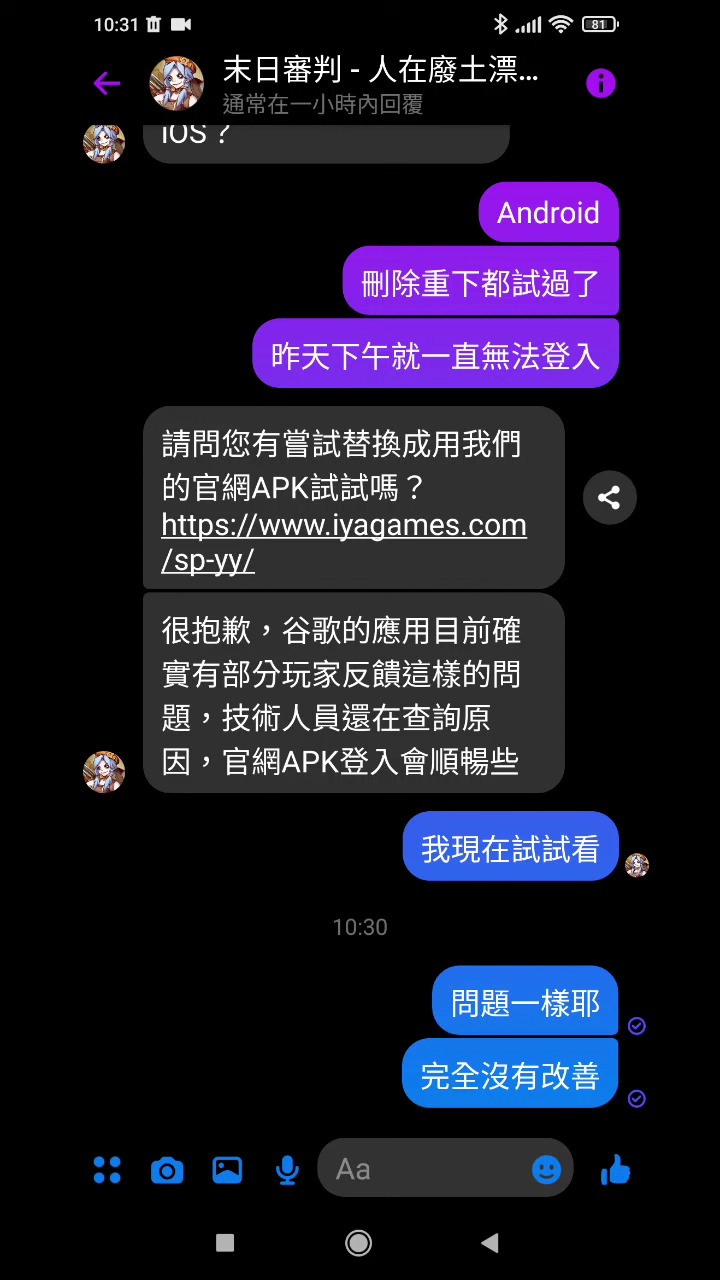 10:31
81
末日審判 - 人在廢土漂...
通常在一小時內回覆
iOS？
Android
刪除重下都試過了
昨天下午就一直無法登入
請問您有嘗試替換成用我們
的官網APK試試嗎？
https://www.iyagames.com
/sp-yy/
很抱歉，谷歌的應用目前確
實有部分玩家反饋這樣的問
題，技術人員還在查詢原
因，官網APK登入會順暢些
我現在試試看
10:30
問題一樣耶
完全沒有改善
Aa